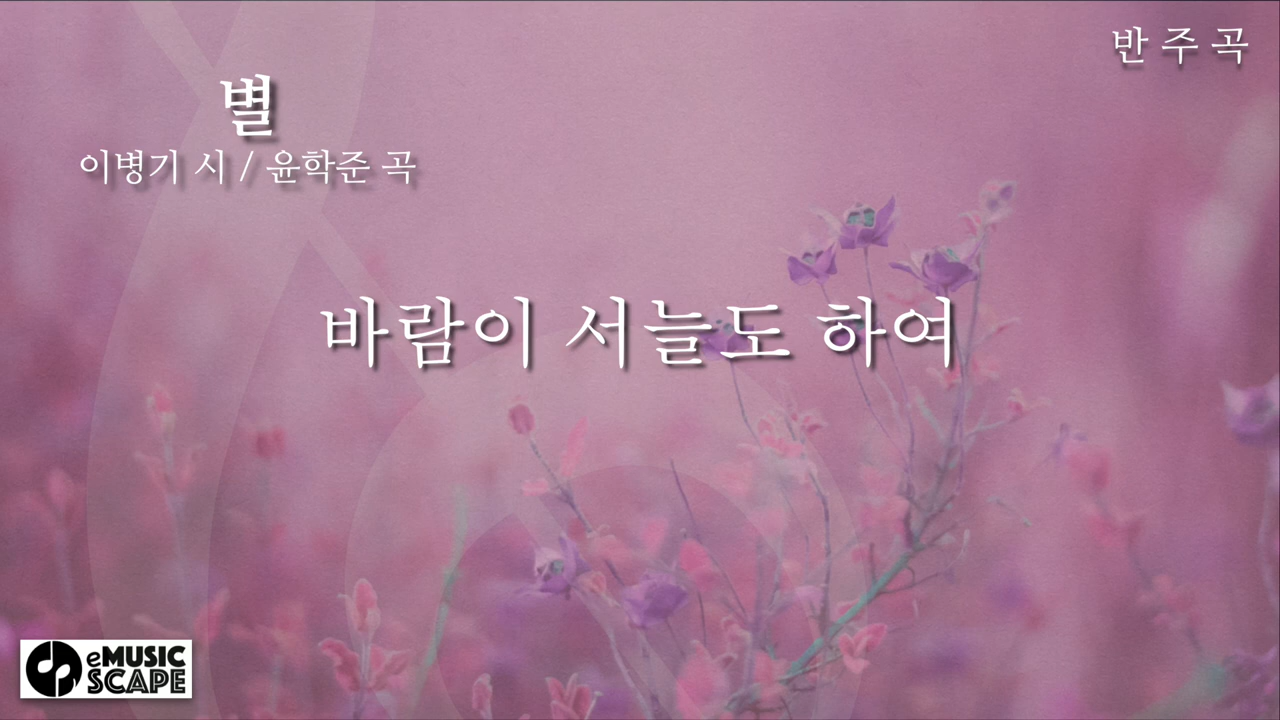 반 주 곡
별
이병기 시 / 윤학준 곡
바람이 서늘도 하여
eMUSIC
SCAPE